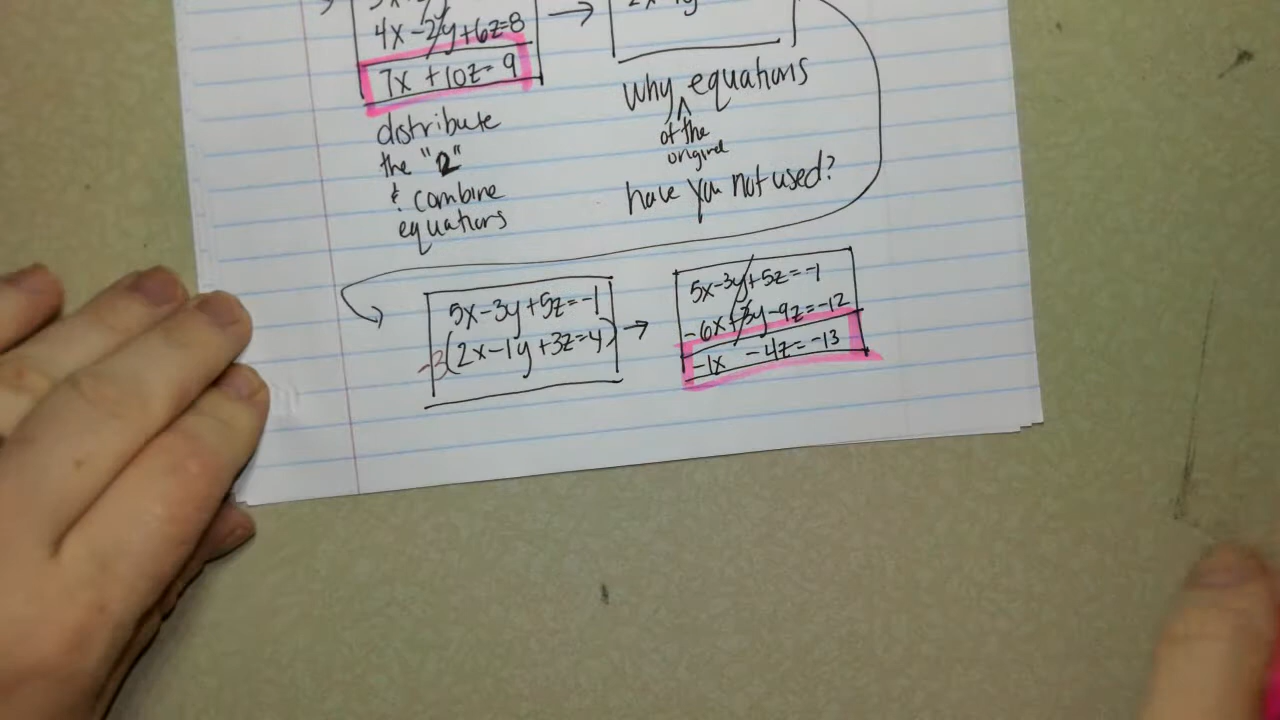 4x-2y+6z=8
7x +10z=9
distribute
the "2"
& combine
equations
why equations
^
of the
original
have you not used?
5x-3y+5z=-1
-3(2x-1y+3z=4)
5x-3y+5z=-1
-6x+3y-9z=-12
-1x -4z=-13